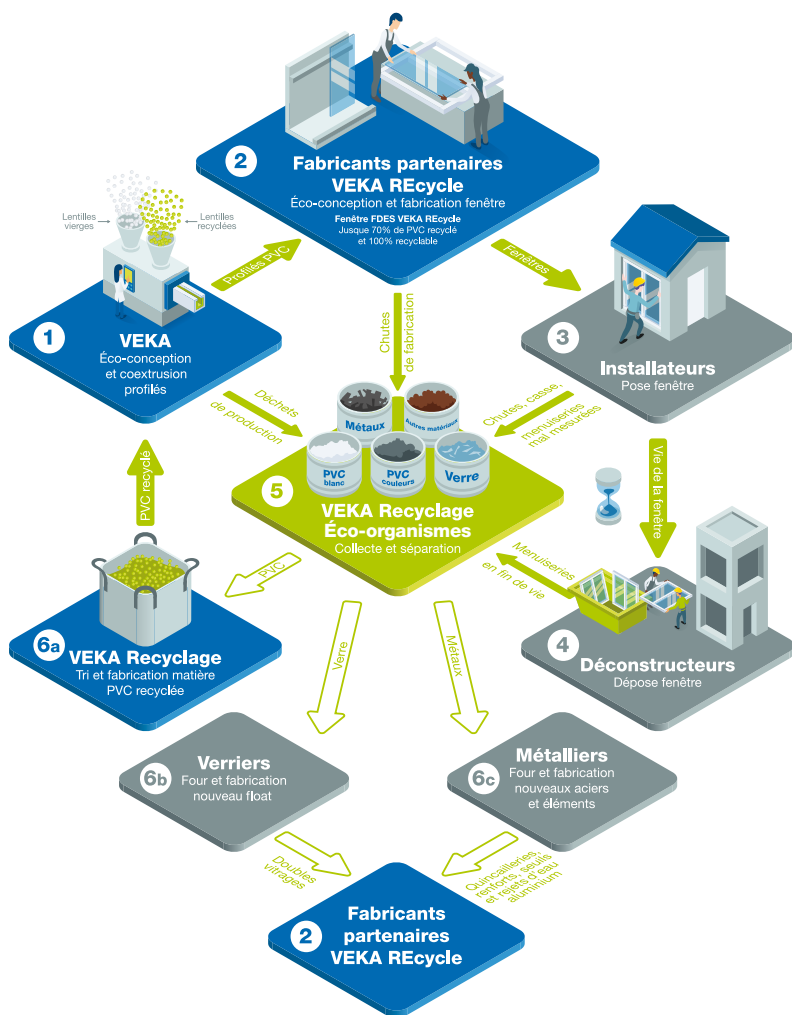 2
Fabricants partenaires
VEKA REcycle
Éco-conception et fabrication fenêtre
Fenêtre FDES VEKA REcycle
Jusque 70% de PVC recyclé
et 100% recyclable
Lentilles
vierges
Lentilles
recyclées
Profilés PVC
Fenêtres
1
VEKA
Éco-conception
et coextrusion
profilés
Chutes
de fabrication
3
Installateurs
Pose fenêtre
Déchets
de production
Chutes, casse,
menuiseries
mal mesurées
Métaux
Autres matériaux
PVC
blanc
PVC
couleurs
Verre
5
VEKA Recyclage
Éco-organismes
Collecte et séparation
PVC recyclé
Vie de la fenêtre
PVC
Menuiseries
en fin de vie
6a
VEKA Recyclage
Tri et fabrication matière
PVC recyclée
4
Déconstructeurs
Dépose fenêtre
Verre
Métaux
6b
Verriers
Four et fabrication
nouveau float
6c
Métalliers
Four et fabrication
nouveaux aciers
et éléments
Doubles
vitrages
Quincailleries,
renforts, seuils
et rejets d'eau
aluminium
2
Fabricants
partenaires
VEKA REcycle